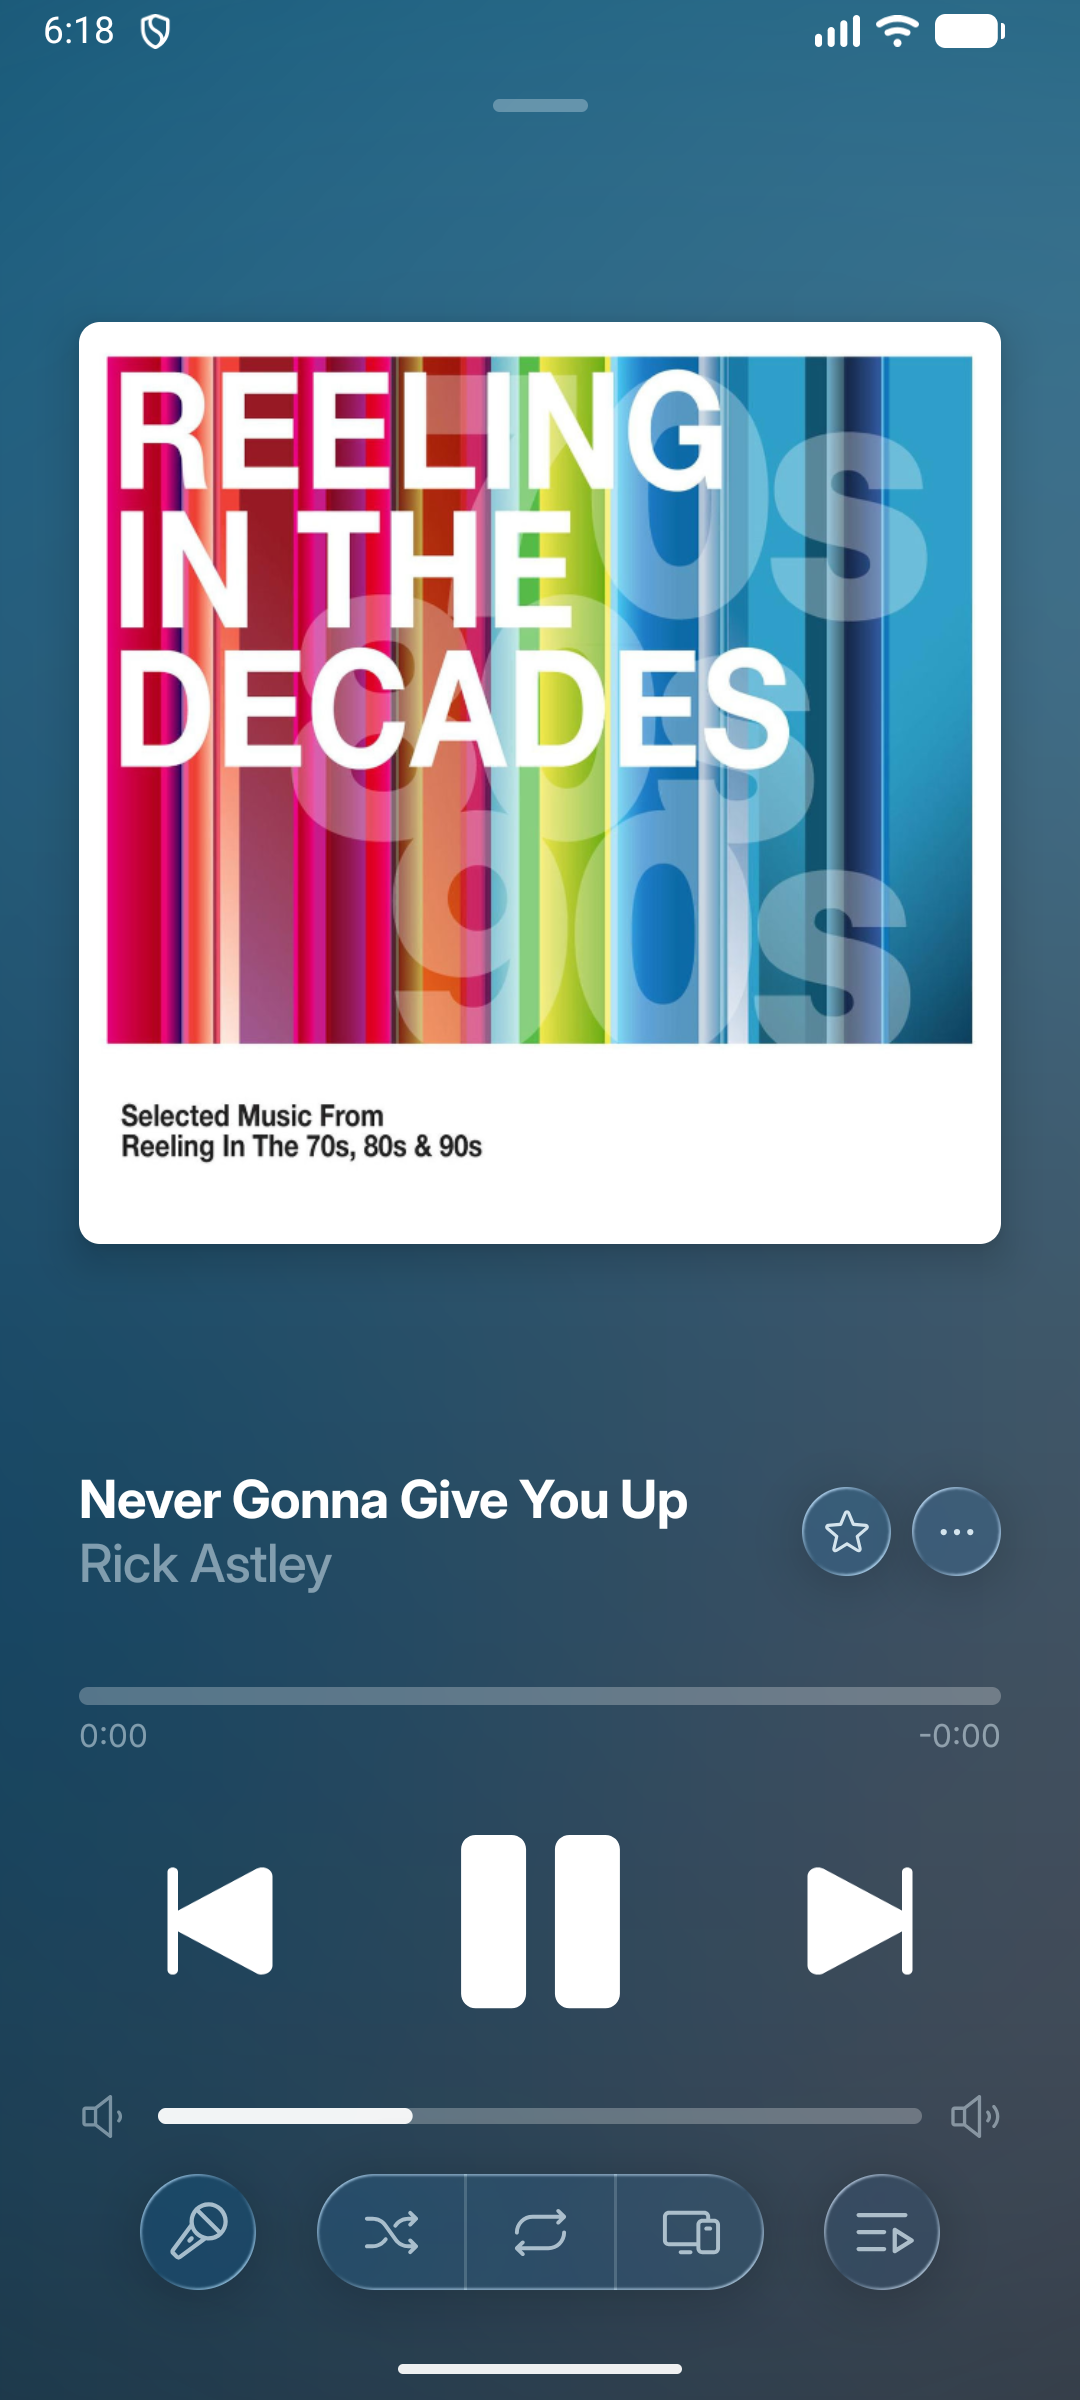 6:18
REELING
IN THE
DECADES
70s
80s
90s
Selected Music From
Reeling In The 70s, 80s & 90s
Never Gonna Give You Up
Rick Astley
0:00
-0:00